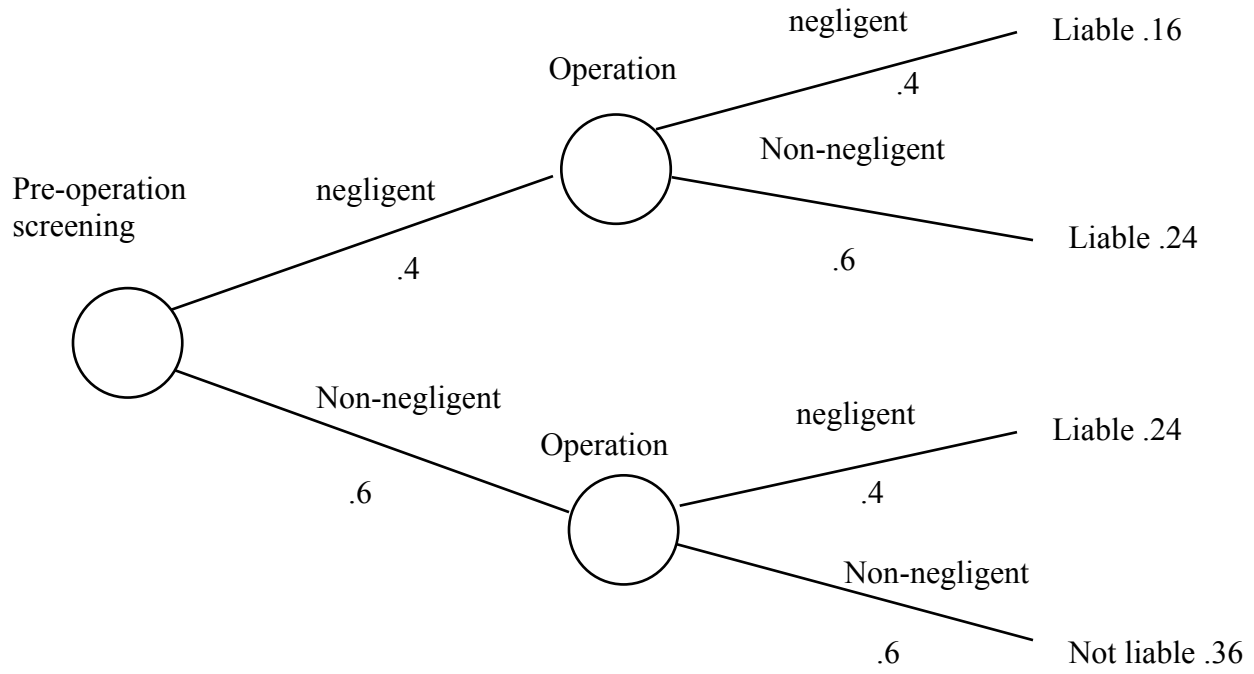 negligent
Liable .16
Operation
.4
Non-negligent
Pre-operation
screening
negligent
Liable .24
.6
.4
Non-negligent
negligent
Liable .24
Operation
.6
.4
Non-negligent
.6
Not liable .36